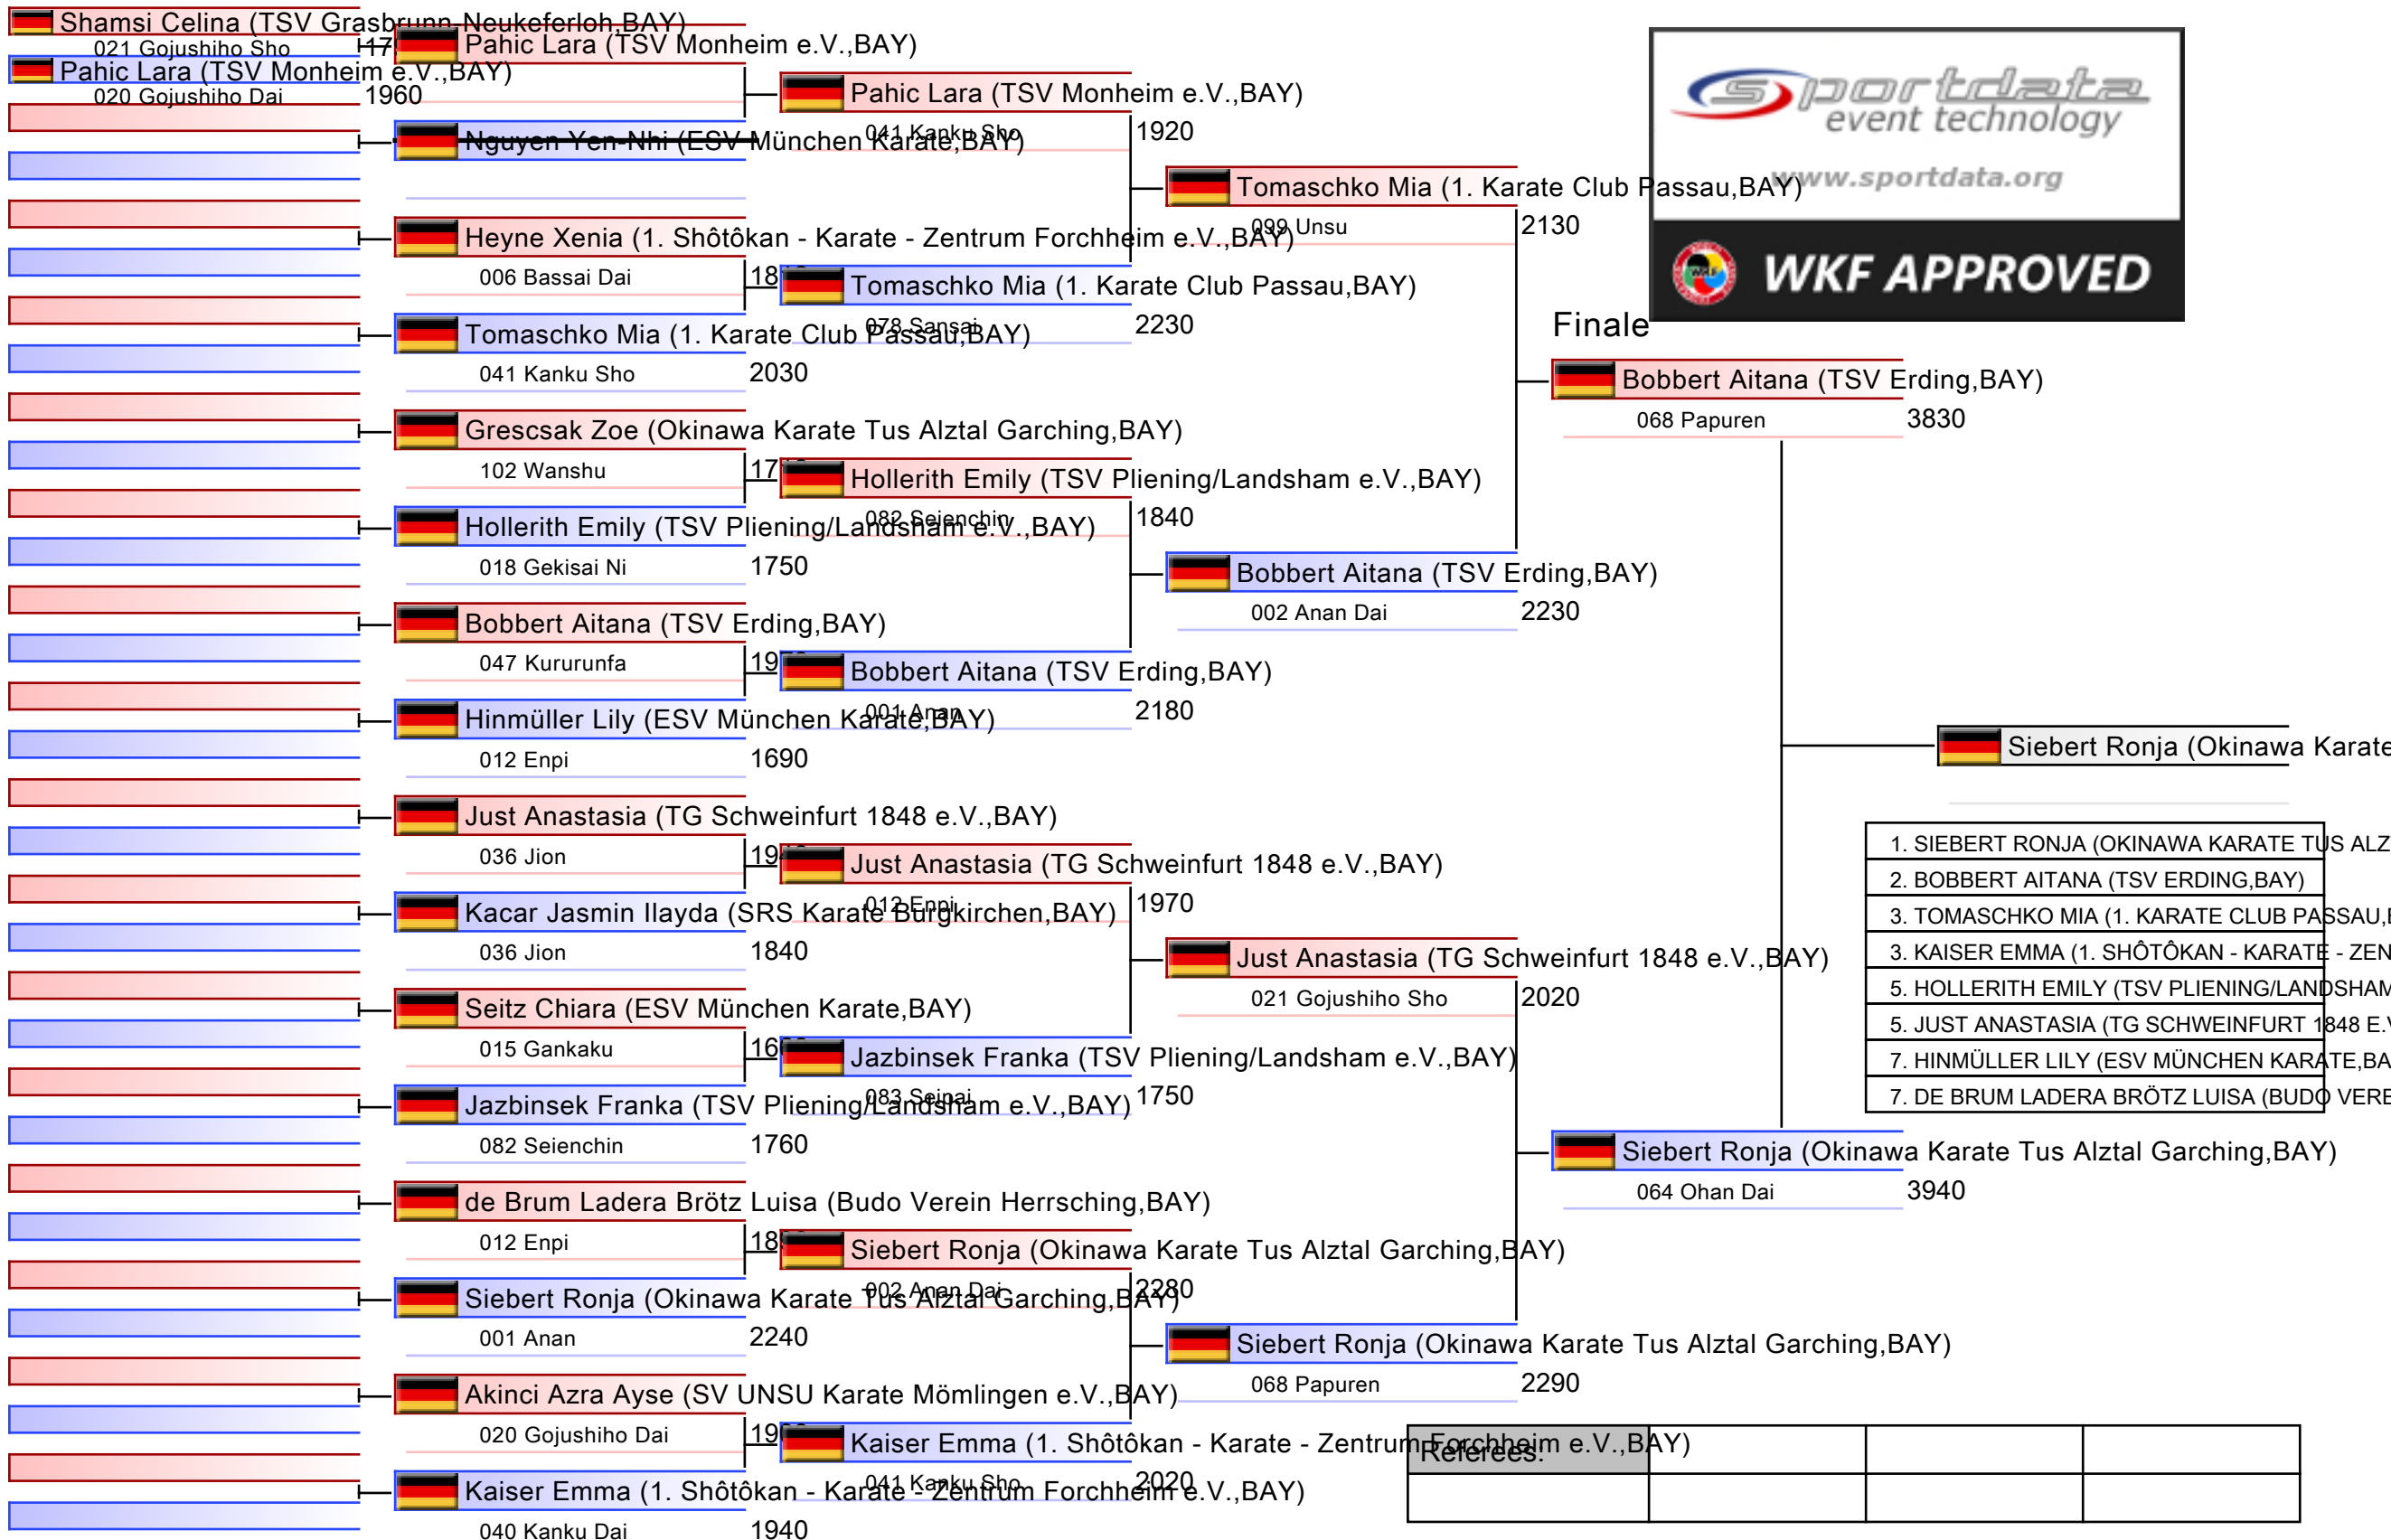 Shamsi Celina (TSV Grasbrunn-Neukeferloh,BAY)
021 Gojushiho Sho
Pahic Lara (TSV Monheim e.V.,BAY)
020 Gojushiho Dai 1960
Pahic Lara (TSV Monheim e.V.,BAY)
Nguyen Yen-Nhi (ESV München Karate,BAY)
Heyne Xenia (1. Shôtôkan - Karate - Zentrum Forchheim e.V.,BAY)
006 Bassai Dai
Tomaschko Mia (1. Karate Club Passau,BAY)
041 Kanku Sho 2030
Grescsak Zoe (Okinawa Karate Tus Alztal Garching,BAY)
102 Wanshu
Hollerith Emily (TSV Pliening/Landsham e.V.,BAY)
018 Gekisai Ni 1750
Bobbert Aitana (TSV Erding,BAY)
047 Kururunfa
Hinmüller Lily (ESV München Karate,BAY)
012 Enpi 1690
Just Anastasia (TG Schweinfurt 1848 e.V.,BAY)
036 Jion
Kacar Jasmin Ilayda (SRS Karate Burgkirchen,BAY)
036 Jion 1840
Seitz Chiara (ESV München Karate,BAY)
015 Gankaku
Jazbinsek Franka (TSV Pliening/Landsham e.V.,BAY)
082 Seienchin 1760
de Brum Ladera Brötz Luisa (Budo Verein Herrsching,BAY)
012 Enpi
Siebert Ronja (Okinawa Karate Tus Alztal Garching,BAY)
001 Anan 2240
Akinci Azra Ayse (SV UNSU Karate Mömlingen e.V.,BAY)
020 Gojushiho Dai
Kaiser Emma (1. Shôtôkan - Karate - Zentrum Forchheim e.V.,BAY)
040 Kanku Dai 1940
Pahic Lara (TSV Monheim e.V.,BAY)
041 Kanku Sho 1920
Tomaschko Mia (1. Karate Club Passau,BAY)
078 Sansai 2230
Hollerith Emily (TSV Pliening/Landsham e.V.,BAY)
082 Seienchin 1840
Bobbert Aitana (TSV Erding,BAY)
001 Anan 2180
Just Anastasia (TG Schweinfurt 1848 e.V.,BAY)
012 Enpi 1970
Jazbinsek Franka (TSV Pliening/Landsham e.V.,BAY)
083 Seipai 1750
Siebert Ronja (Okinawa Karate Tus Alztal Garching,BAY)
002 Anan Dai 2280
Kaiser Emma (1. Shôtôkan - Karate - Zentrum Forchheim e.V.,BAY)
041 Kanku Sho 2020
Tomaschko Mia (1. Karate Club Passau,BAY)
099 Unsu 2130
Bobbert Aitana (TSV Erding,BAY)
002 Anan Dai 2230
Just Anastasia (TG Schweinfurt 1848 e.V.,BAY)
021 Gojushiho Sho 2020
Siebert Ronja (Okinawa Karate Tus Alztal Garching,BAY)
068 Papuren 2290
sportdata
event technology
www.sportdata.org
WKF APPROVED
Finale
Bobbert Aitana (TSV Erding,BAY)
068 Papuren 3830
Siebert Ronja (Okinawa Karate Tus Alztal Garching,BAY)
064 Ohan Dai 3940
Siebert Ronja (Okinawa Karate
1. SIEBERT RONJA (OKINAWA KARATE TUS ALZ
2. BOBBERT AITANA (TSV ERDING,BAY)
3. TOMASCHKO MIA (1. KARATE CLUB PASSAU,
3. KAISER EMMA (1. SHÔTÔKAN - KARATE - ZEN
5. HOLLERITH EMILY (TSV PLIENING/LANDSHAM
5. JUST ANASTASIA (TG SCHWEINFURT 1848 E.V
7. HINMÜLLER LILY (ESV MÜNCHEN KARATE,BA
7. DE BRUM LADERA BRÖTZ LUISA (BUDO VERE
Referees: